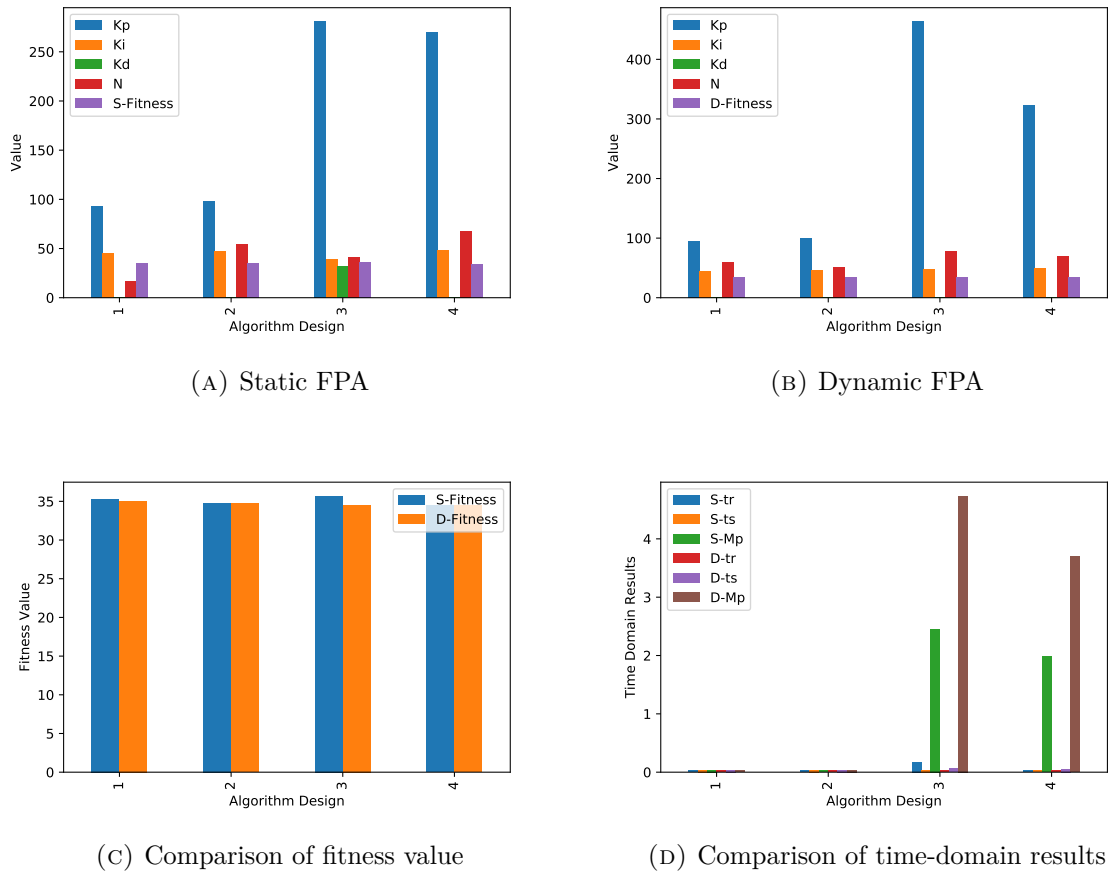 Kp
Ki
Kd
N
S-Fitness
250
200
150
100
50
0
Value
1
2
3
4
Algorithm Design
(A) Static FPA
Kp
Ki
Kd
N
D-Fitness
400
300
200
100
0
Value
1
2
3
4
Algorithm Design
(B) Dynamic FPA
S-Fitness
D-Fitness
35
30
25
20
15
10
5
0
Fitness Value
1
2
3
4
Algorithm Design
(C) Comparison of fitness value
S-tr
S-ts
S-Mp
D-tr
D-ts
D-Mp
4
3
2
1
0
Time Domain Results
1
2
3
4
Algorithm Design
(D) Comparison of time-domain results